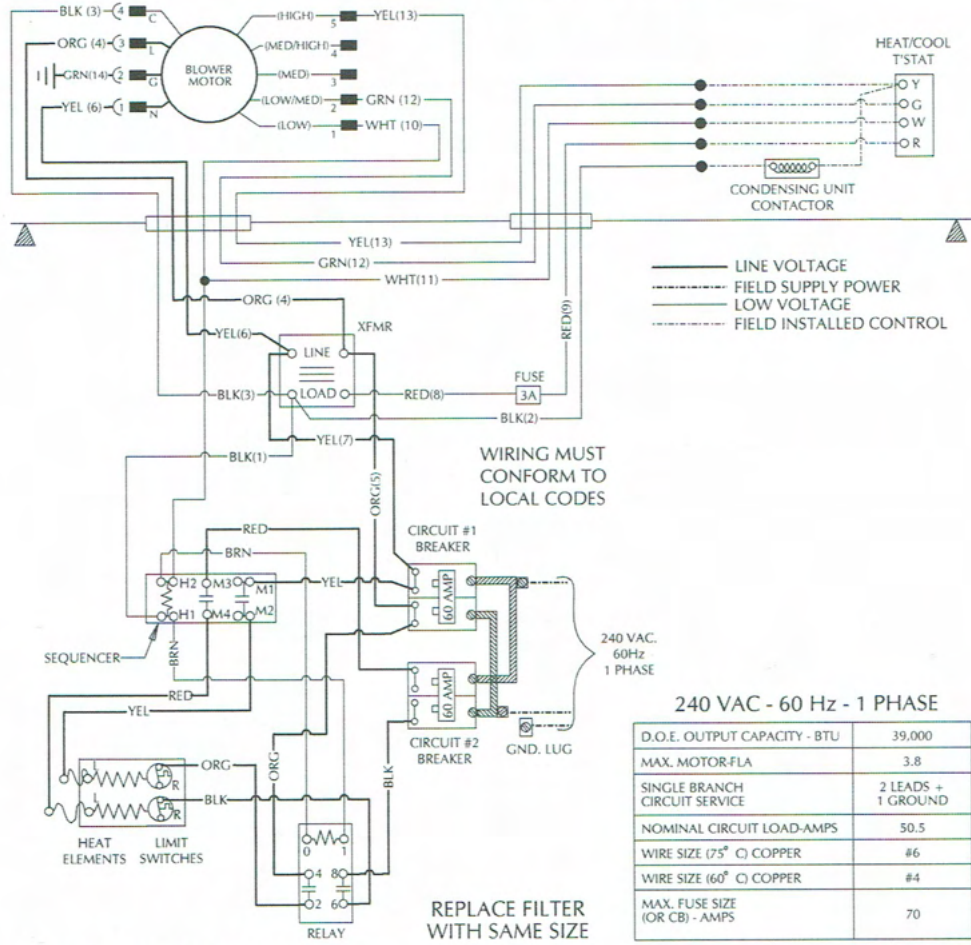 BLK (3) 4 C
ORG (4) 3 L
GRN(14) 2 G
YEL (6) 1 N
BLOWER
MOTOR
(HIGH) 5 YEL(13)
(MED/HIGH) 4
(MED) 3
(LOW/MED) 2 GRN (12)
(LOW) 1 WHT (10)
HEAT/COOL
T'STAT
Y
G
W
R
CONDENSING UNIT
CONTACTOR
YEL(13)
GRN(12)
WHT(11)
LINE VOLTAGE
FIELD SUPPLY POWER
LOW VOLTAGE
FIELD INSTALLED CONTROL
ORG (4)
YEL(6)
XFMR
LINE
LOAD
RED(9)
BLK(3)
RED(8)
FUSE
3A
BLK(2)
YEL(7)
BLK(1)
ORG(5)
WIRING MUST
CONFORM TO
LOCAL CODES
RED
BRN
CIRCUIT #1
BREAKER
60 AMP
YEL
H2 M3 M1
H1 M4 M2
SEQUENCER
BRN
240 VAC.
60Hz
1 PHASE
RED
YEL
60 AMP
CIRCUIT #2
BREAKER
GND. LUG
ORG
BLK
L R
L R
ORG
BLK
HEAT
ELEMENTS
LIMIT
SWITCHES
0 1
4 8
2 6
RELAY
REPLACE FILTER
WITH SAME SIZE
240 VAC - 60 Hz - 1 PHASE
D.O.E. OUTPUT CAPACITY - BTU 39,000
MAX. MOTOR-FLA 3.8
SINGLE BRANCH
CIRCUIT SERVICE
2 LEADS +
1 GROUND
NOMINAL CIRCUIT LOAD-AMPS 50.5
WIRE SIZE (75° C) COPPER #6
WIRE SIZE (60° C) COPPER #4
MAX. FUSE SIZE
(OR CB) - AMPS
70